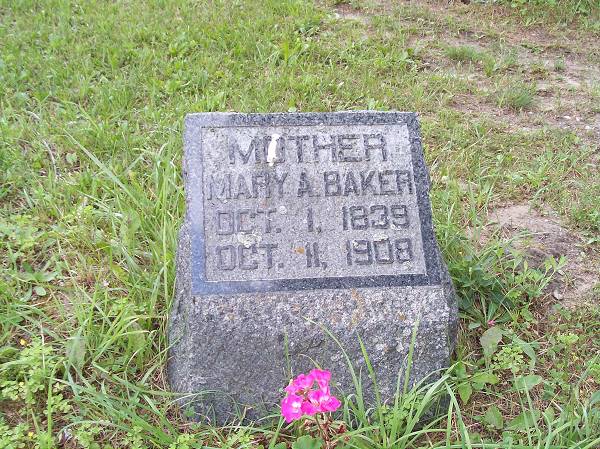 MOTHER
MARY A. BAKER
OCT. 1, 1839
OCT. 11, 1908